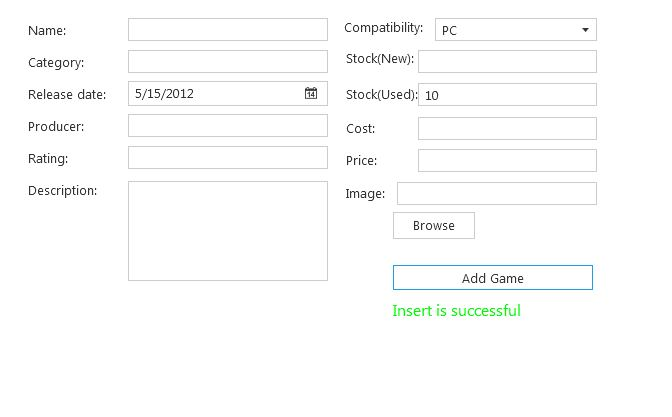 Name:
Category:
Release date: 5/15/2012 14
Producer:
Rating:
Description:
Compatibility: PC
Stock(New):
Stock(Used): 10
Cost:
Price:
Image:
Browse
Add Game
Insert is successful